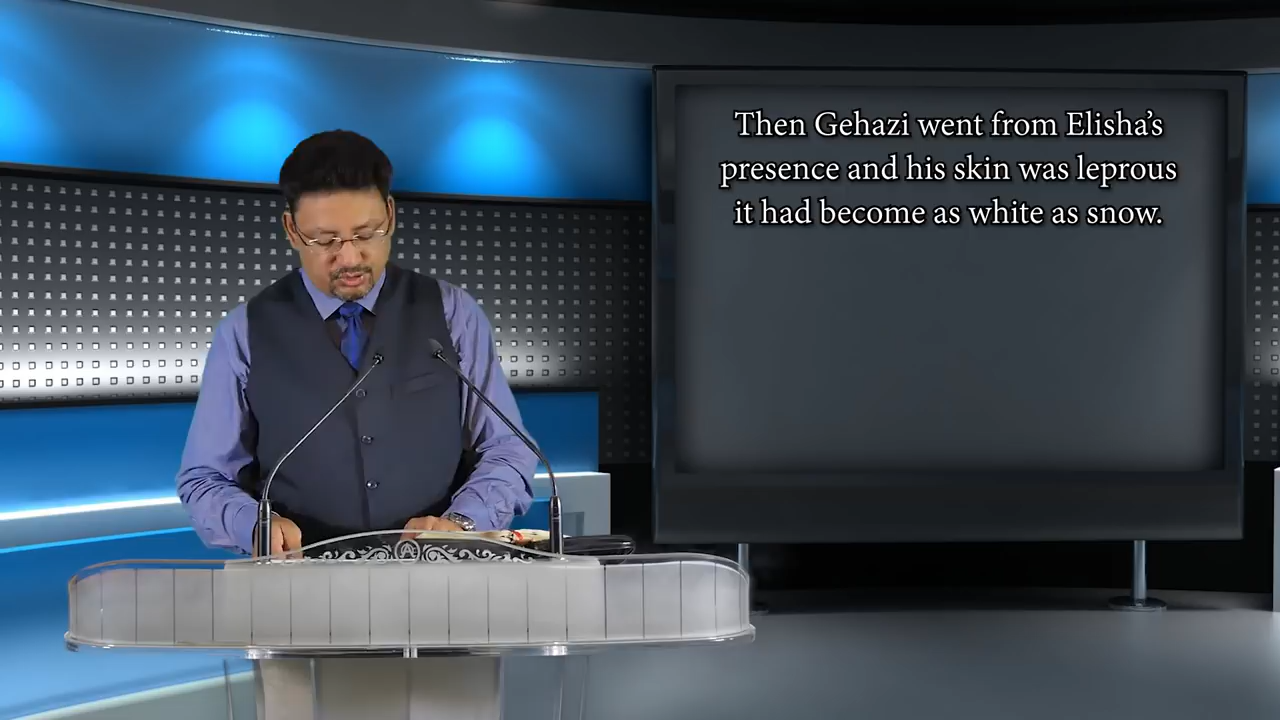 Then Gehazi went from Elisha’s
presence and his skin was leprous
it had become as white as snow.